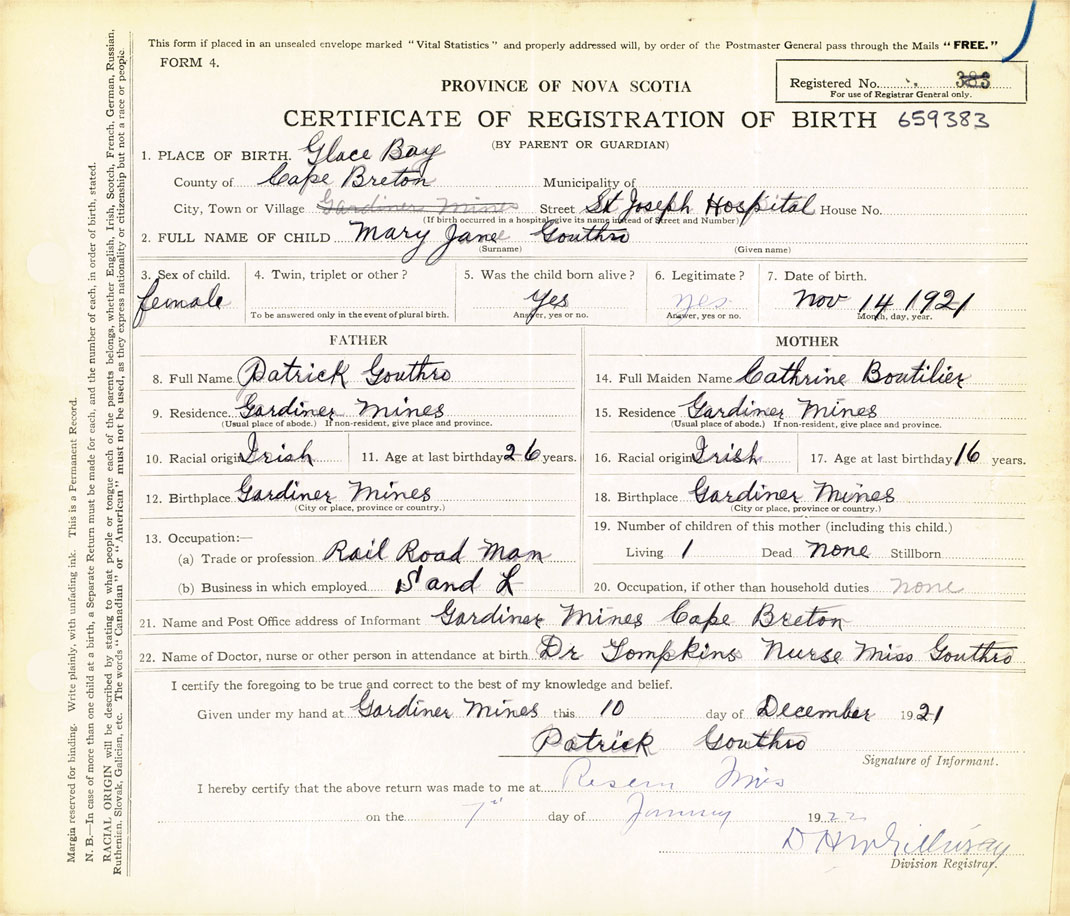 This form if placed in an unsealed envelope marked "Vital Statistics" and properly addressed will, by order of the Postmaster General pass through the Mails "FREE."
FORM 4.
PROVINCE OF NOVA SCOTIA
Registered No. 383
For use of Registrar General only.
CERTIFICATE OF REGISTRATION OF BIRTH 659383
(BY PARENT OR GUARDIAN)
1. PLACE OF BIRTH. Glace Bay
County of Cape Breton Municipality of
City, Town or Village Gardiner Mines Street St Joseph Hospital House No.
(If birth occurred in a hospital give its name instead of Street and Number)
2. FULL NAME OF CHILD Mary Jane Gouthro
(Surname) (Given name)
3. Sex of child. 4. Twin, triplet or other? 5. Was the child born alive? 6. Legitimate? 7. Date of birth.
female Yes yes Nov 14 1921
To be answered only in the event of plural birth. Answer, yes or no. Answer, yes or no. Month, day, year.
FATHER MOTHER
8. Full Name Patrick Gouthro 14. Full Maiden Name Cathrine Boutilier
9. Residence Gardiner Mines 15. Residence Gardiner Mines
(Usual place of abode.) If non-resident, give place and province. (Usual place of abode.) If non-resident, give place and province.
10. Racial origin Irish 11. Age at last birthday 26 years. 16. Racial origin Irish 17. Age at last birthday 16 years.
12. Birthplace Gardiner Mines 18. Birthplace Gardiner Mines
(City or place, province or country.) (City or place, province or country.)
13. Occupation:— 19. Number of children of this mother (including this child.)
(a) Trade or profession Rail Road Man Living 1 Dead none Stillborn
(b) Business in which employed S and L 20. Occupation, if other than household duties none
21. Name and Post Office address of Informant Gardiner Mines Cape Breton
22. Name of Doctor, nurse or other person in attendance at birth Dr Tompkins Nurse Miss Gouthro
I certify the foregoing to be true and correct to the best of my knowledge and belief.
Given under my hand at Gardiner Mines this 10 day of December 1921
Patrick Gouthro
Signature of Informant.
I hereby certify that the above return was made to me at
on the 7" day of January 1922
Division Registrar.
Margin reserved for binding. Write plainly, with unfading ink. This is a Permanent Record.
N. B.—In case of more than one child at a birth, a Separate Return must be made for each, and the number of each, in order of birth, stated.
RACIAL ORIGIN will be described by stating to what people or tongue each of the parents belongs, whether English, Irish, Scotch, French, German, Russian,
Ruthenian, Slovak, Galician, etc. The words "Canadian" or "American" must not be used, as they express nationality or citizenship but not a race or people.